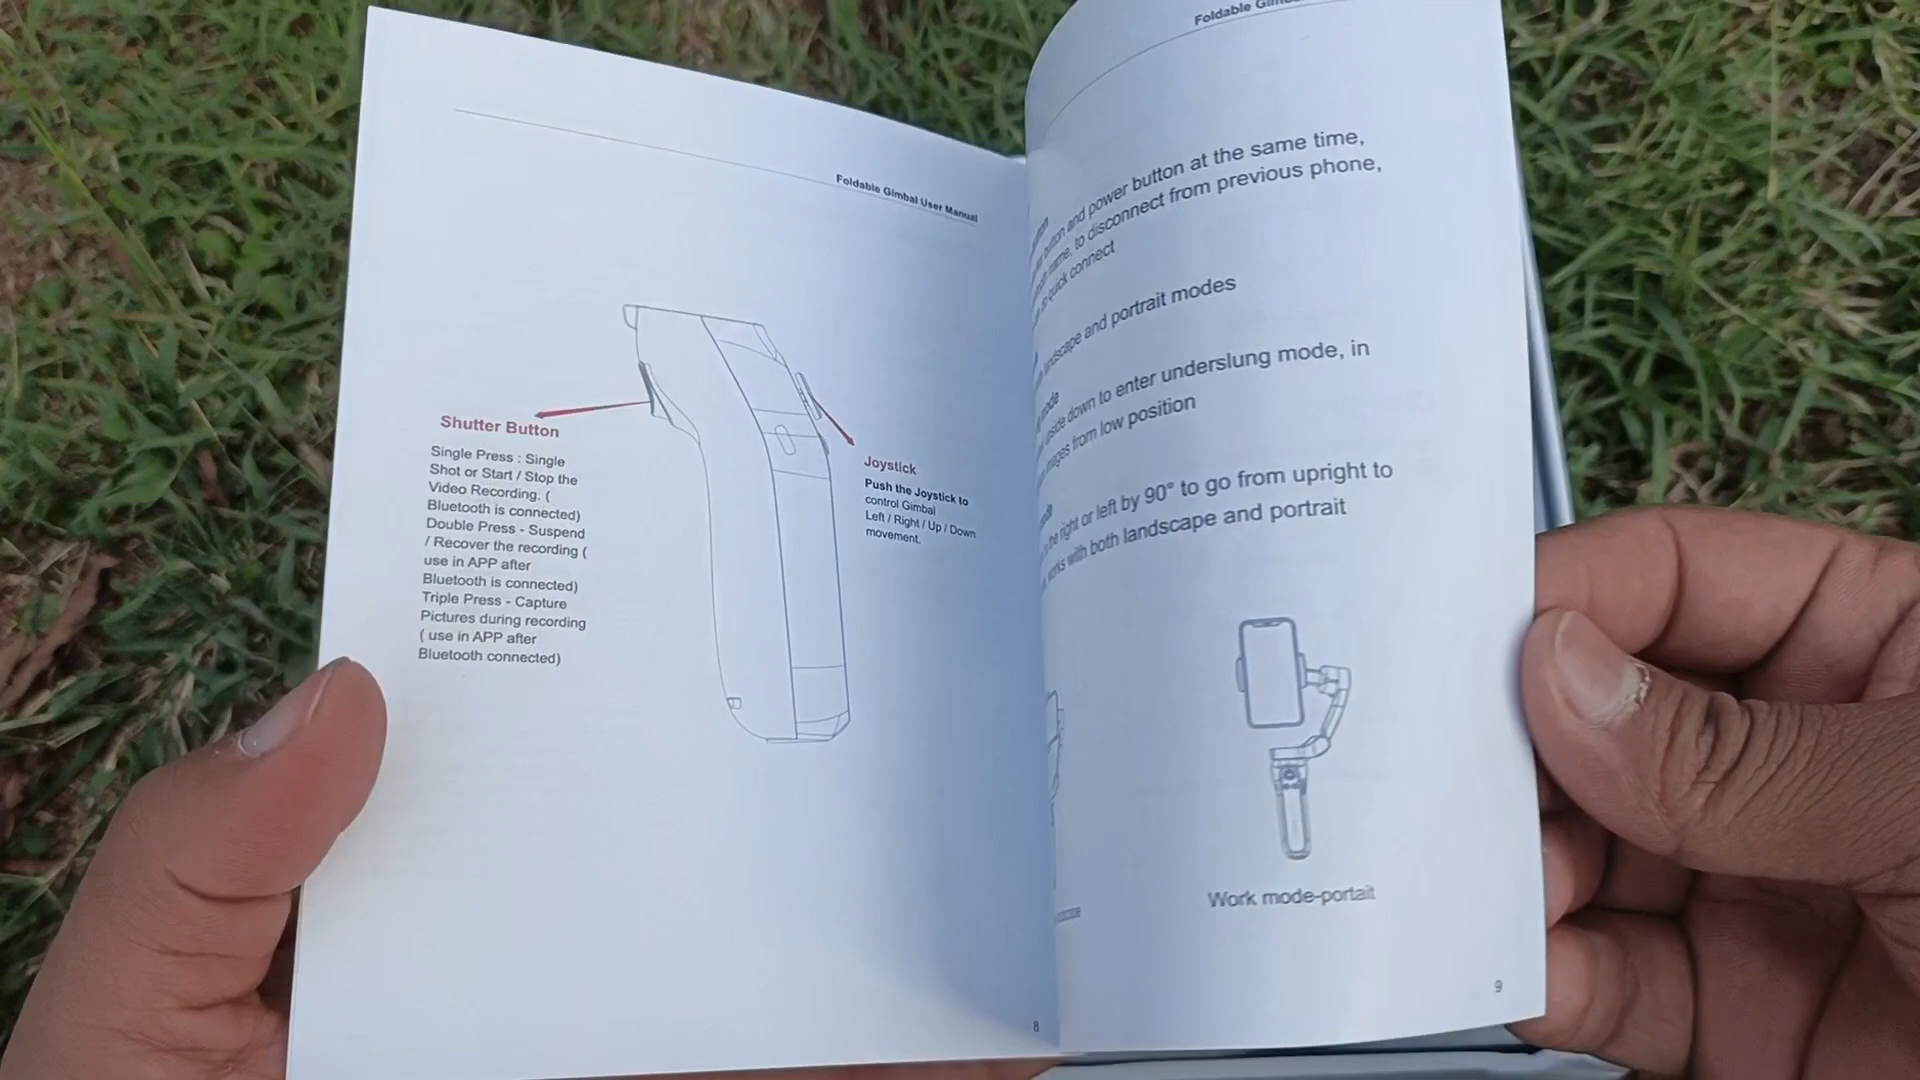 Foldable Gimbal User Manual
Shutter Button
Single Press : Single
Shot or Start / Stop the
Video Recording. (
Bluetooth is connected)
Double Press - Suspend
/ Recover the recording (
use in APP after
Bluetooth is connected)
Triple Press - Capture
Pictures during recording
( use in APP after
Bluetooth connected)
Joystick
Push the Joystick to
control Gimbal
Left / Right / Up / Down
movement.
8
Foldable
button and power button at the same time,
to disconnect from previous phone,
quick connect
landscape and portrait modes
mode
upside down to enter underslung mode, in
images from low position
right or left by 90° to go from upright to
works with both landscape and portrait
Work mode-portait
9